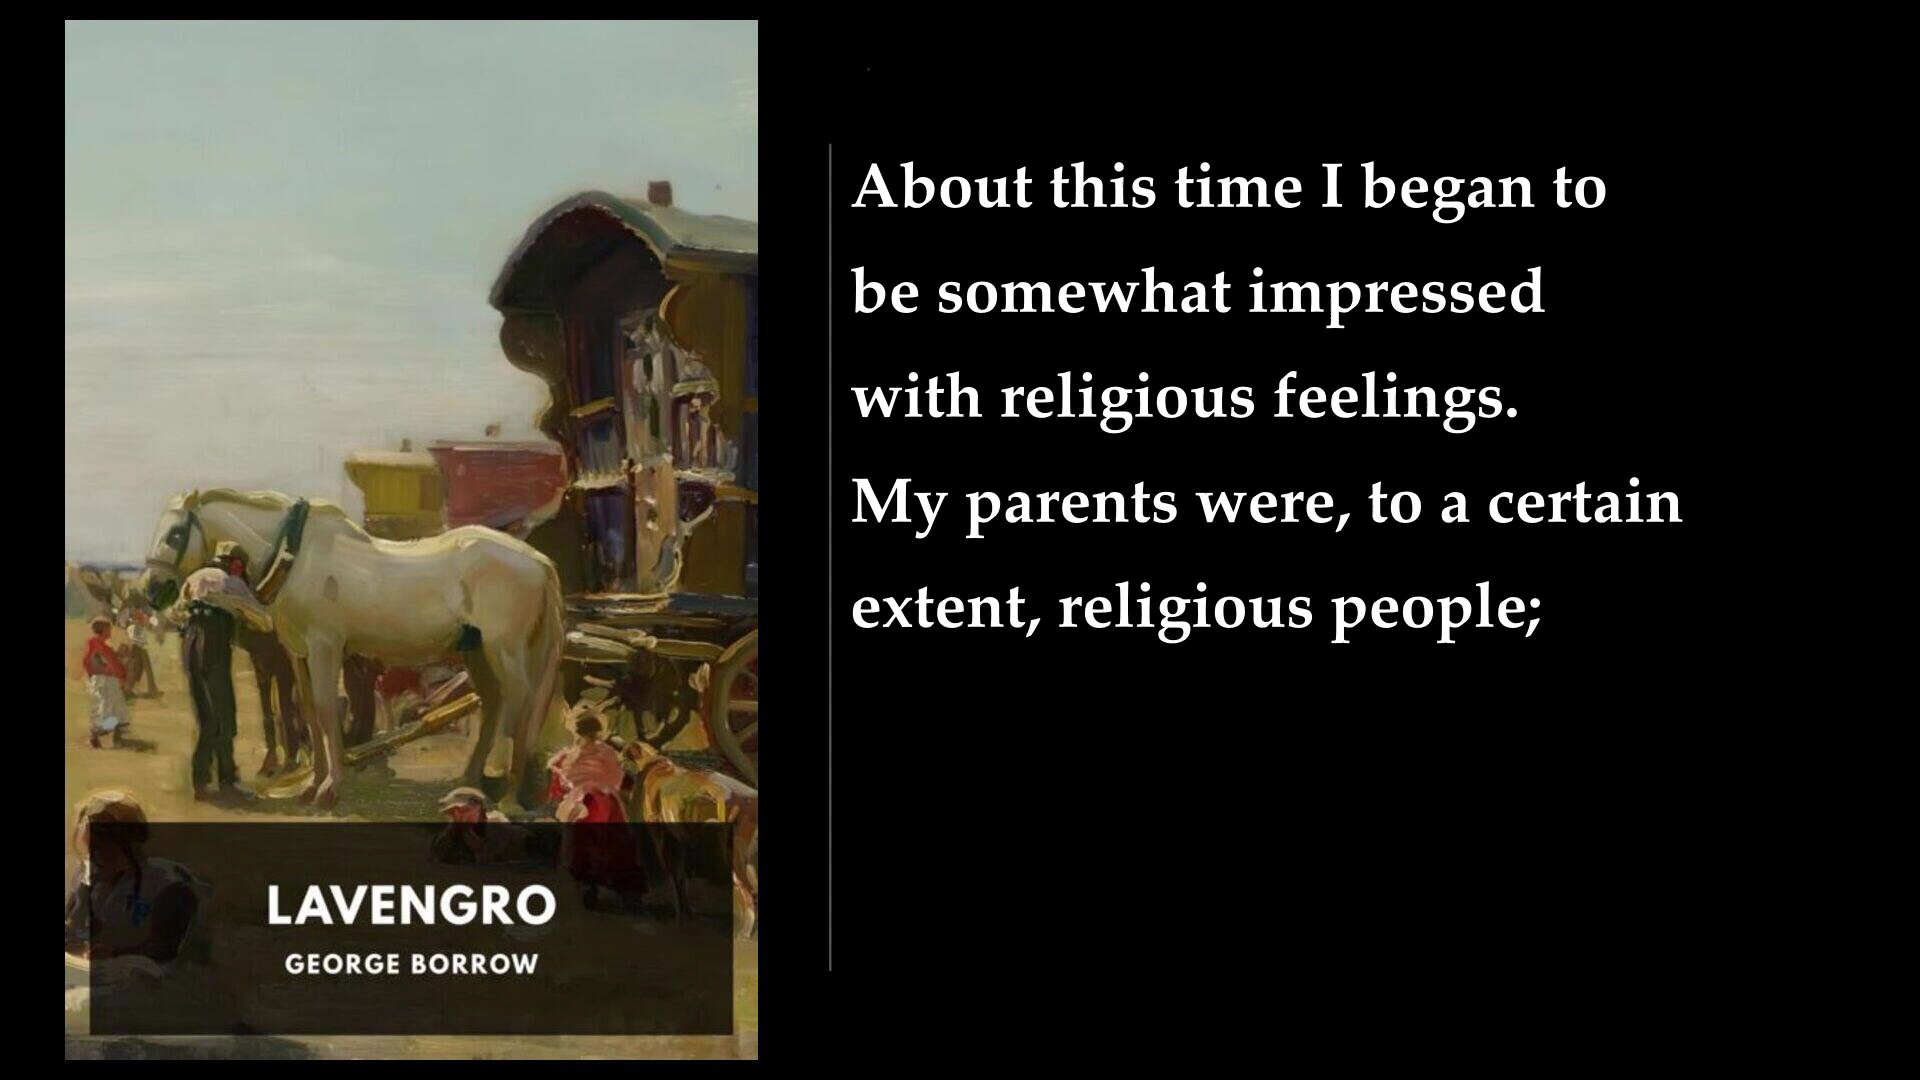 About this time I began to
be somewhat impressed
with religious feelings.
My parents were, to a certain
extent, religious people;
LAVENGRO
GEORGE BORROW